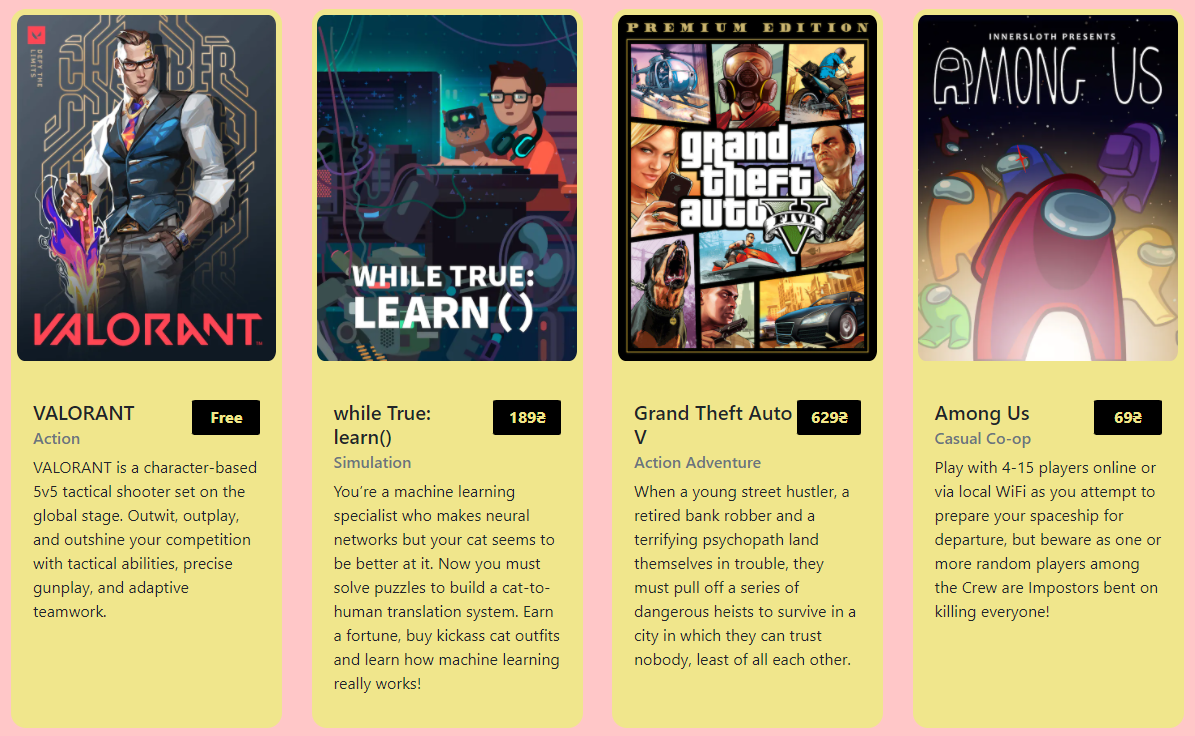 DEFY THE
LIMITS
CHAMBER
VALORANT
WHILE TRUE:
LEARN()
PREMIUM EDITION
grand
theft
auto
FIVE
INNERSLOTH PRESENTS
AMONG US
VALORANT
Free
Action
VALORANT is a character-based
5v5 tactical shooter set on the
global stage. Outwit, outplay,
and outshine your competition
with tactical abilities, precise
gunplay, and adaptive
teamwork.
while True:
learn()
189₴
Simulation
You’re a machine learning
specialist who makes neural
networks but your cat seems to
be better at it. Now you must
solve puzzles to build a cat-to-
human translation system. Earn
a fortune, buy kickass cat outfits
and learn how machine learning
really works!
Grand Theft Auto
V
629₴
Action Adventure
When a young street hustler, a
retired bank robber and a
terrifying psychopath land
themselves in trouble, they
must pull off a series of
dangerous heists to survive in a
city in which they can trust
nobody, least of all each other.
Among Us
69₴
Casual Co-op
Play with 4-15 players online or
via local WiFi as you attempt to
prepare your spaceship for
departure, but beware as one or
more random players among
the Crew are Impostors bent on
killing everyone!